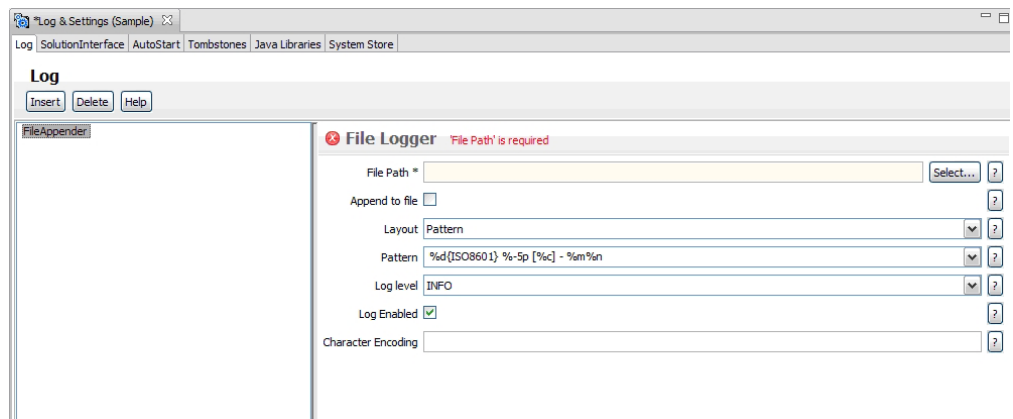 *Log & Settings (Sample)
Log SolutionInterface AutoStart Tombstones Java Libraries System Store
Log
Insert Delete Help
FileAppender
File Logger 'File Path' is required
File Path * Select... ?
Append to file ?
Layout Pattern ?
Pattern %d{ISO8601} %-5p [%c] - %m%n ?
Log level INFO ?
Log Enabled ?
Character Encoding ?